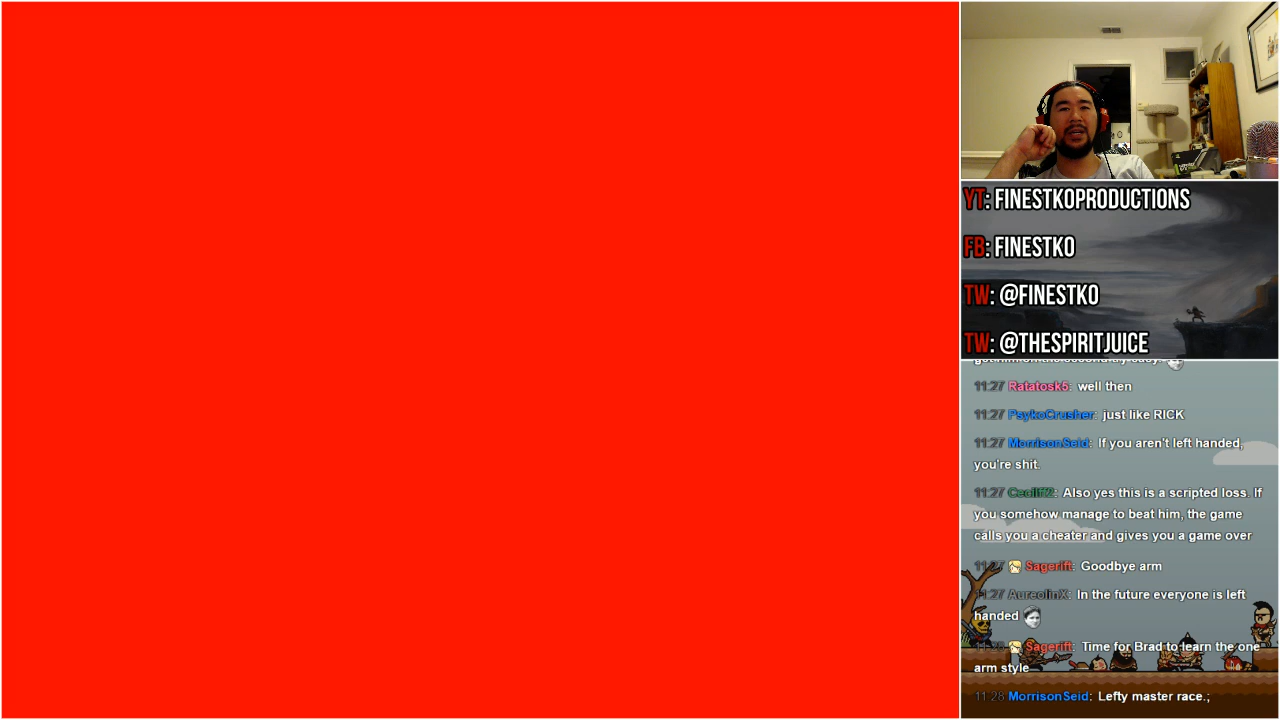 YT: FINESTKOPRODUCTIONS
FB: FINESTKO
TW: @FINESTKO
TW: @THESPIRITJUICE
11:27 Ratatosk5: well then
11:27 PsykoCrusher: just like RICK
11:27 MorrisonSeid: If you aren't left handed,
you're shit.
11:27 Cecilff2: Also yes this is a scripted loss. If
you somehow manage to beat him, the game
calls you a cheater and gives you a game over
11:27 Sagerift: Goodbye arm
11:27 AureolinX: In the future everyone is left
handed
11:28 Sagerift: Time for Brad to learn the one
arm style
11:28 MorrisonSeid: Lefty master race.;